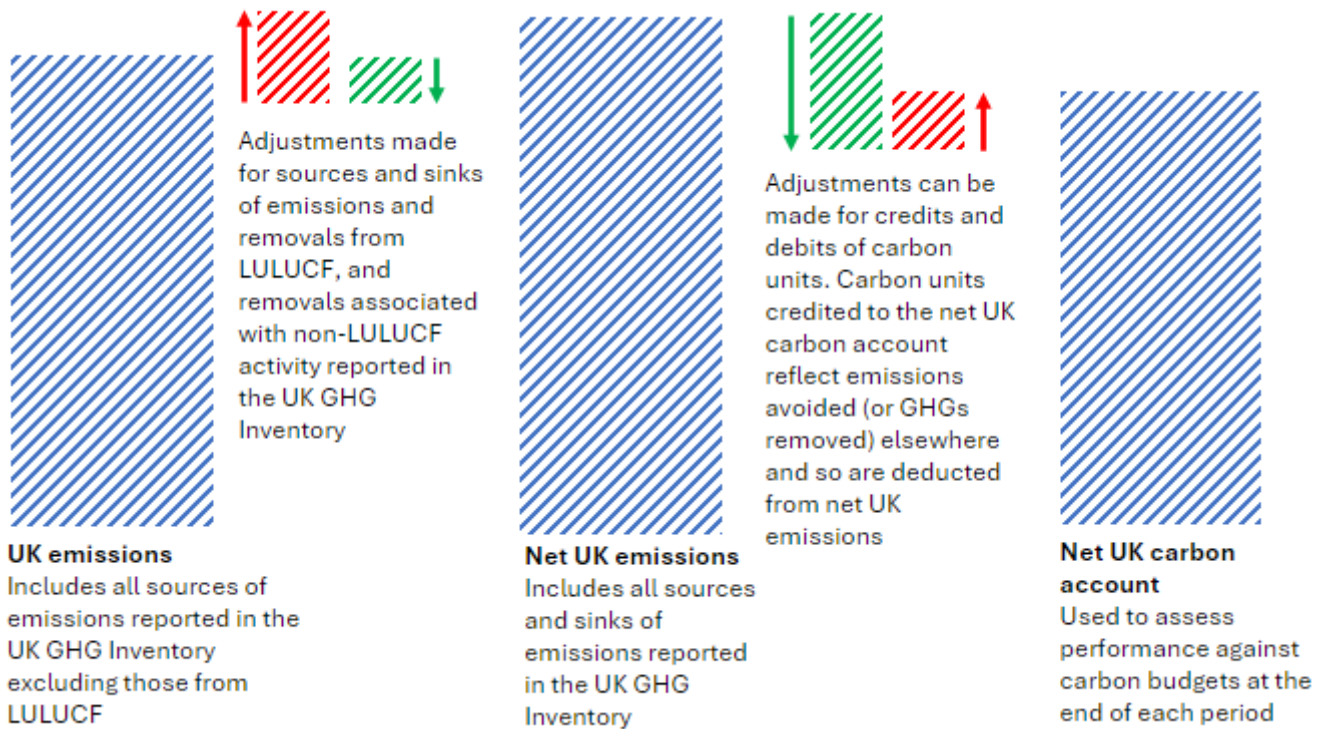 Adjustments made
for sources and sinks
of emissions and
removals from
LULUCF, and
removals associated
with non-LULUCF
activity reported in
the UK GHG
Inventory
Adjustments can be
made for credits and
debits of carbon
units. Carbon units
credited to the net UK
carbon account
reflect emissions
avoided (or GHGs
removed) elsewhere
and so are deducted
from net UK
emissions
UK emissions
Includes all sources of
emissions reported in the
UK GHG Inventory
excluding those from
LULUCF
Net UK emissions
Includes all sources
and sinks of
emissions reported
in the UK GHG
Inventory
Net UK carbon
account
Used to assess
performance against
carbon budgets at the
end of each period